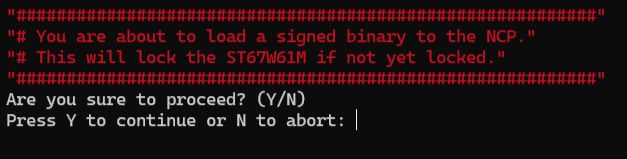 "##########################################################"
"# You are about to load a signed binary to the NCP."
"# This will lock the ST67W61M if not yet locked."
"##########################################################"
Are you sure to proceed? (Y/N)
Press Y to continue or N to abort: